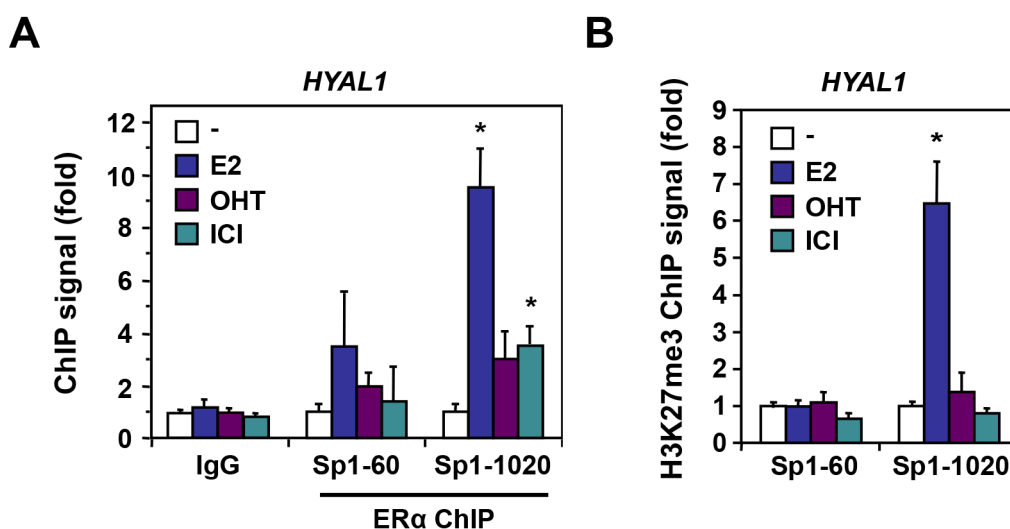 A
HYAL1
ChIP signal (fold)
12
10
8
6
4
2
0
-
E2
OHT
ICI
*
*
IgG
Sp1-60
Sp1-1020
ERα ChIP
B
HYAL1
H3K27me3 ChIP signal (fold)
9
8
7
6
5
4
3
2
1
0
-
E2
OHT
ICI
*
Sp1-60
Sp1-1020